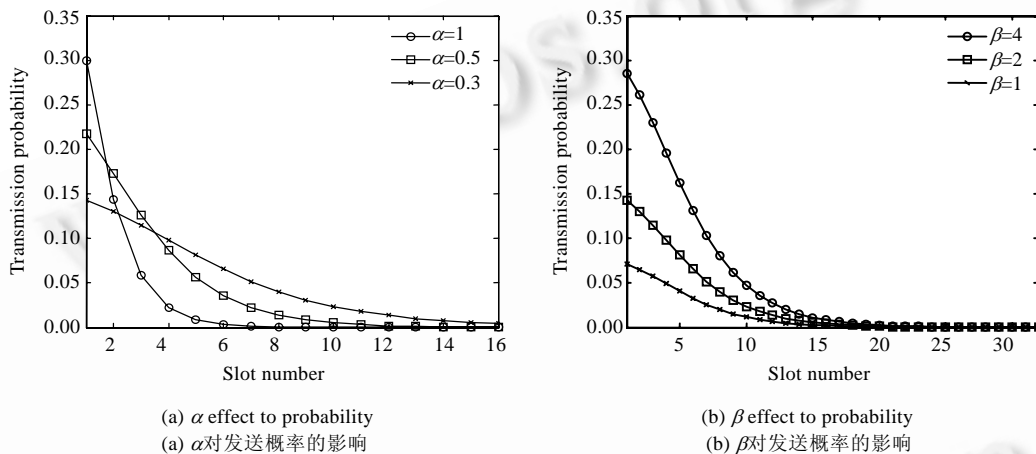 0.35
0.30
0.25
0.20
0.15
0.10
0.05
0.00
Transmission probability
α=1
α=0.5
α=0.3
2 4 6 8 10 12 14 16
Slot number
(a) α effect to probability
(a) α对发送概率的影响
0.35
0.30
0.25
0.20
0.15
0.10
0.05
0.00
Transmission probability
β=4
β=2
β=1
5 10 15 20 25 30
Slot number
(b) β effect to probability
(b) β对发送概率的影响